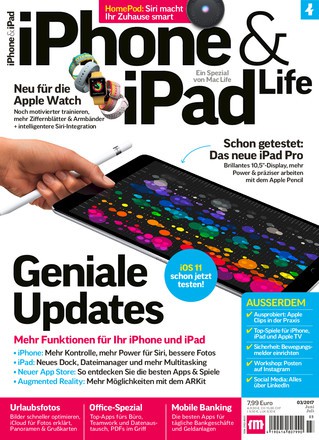 HomePod: Siri macht
Ihr Zuhause smart
iPhone & iPad
iPhone &
iPad Life
Ein Spezial
von Mac Life
Neu für die
Apple Watch
Noch motivierter trainieren,
mehr Ziffernblätter & Armbänder
+ intelligentere Siri-Integration
Schon getestet:
Das neue iPad Pro
Brillantes 10,5"-Display, mehr
Power & präziser arbeiten
mit dem Apple Pencil
Geniale
Updates
iOS 11
schon jetzt
testen!
Mehr Funktionen für Ihr iPhone und iPad
• iPhone: Mehr Kontrolle, mehr Power für Siri, bessere Fotos
• iPad: Neues Dock, Dateimanager und mehr Multitasking
• Neuer App Store: So entdecken Sie die besten Apps & Spiele
• Augmented Reality: Mehr Möglichkeiten mit dem ARKit
AUSSERDEM
✓ Ausprobiert: Apple
Clips in der Praxis
✓ Top-Spiele für iPhone,
iPad und Apple TV
✓ Sicherheit: Bewegungs-
melder einrichten
✓ Workshop: Posten
auf Instagram
✓ Social Media: Alles
über LinkedIn
Urlaubsfotos
Bilder schneller optimieren,
iCloud für Fotos erklärt,
Panoramen & Grußkarten
Office-Spezial
Top-Apps fürs Büro,
Teamwork und Datenaus-
tausch, PDFs im Griff
Mobile Banking
Die besten Apps für
tägliche Bankgeschäfte
und Geldanlagen
7,99 Euro
03/2017
Juni
Juli